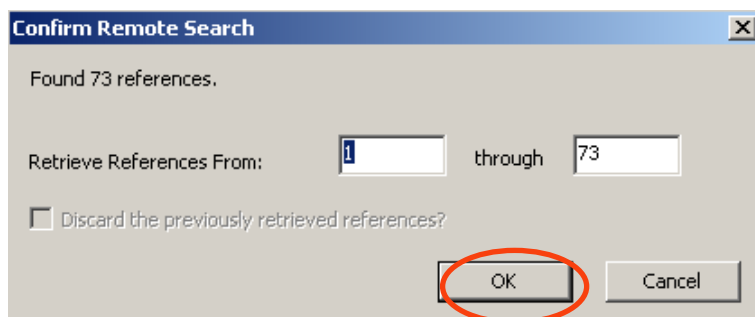 Confirm Remote Search
Found 73 references.
Retrieve References From: 1 through 73
Discard the previously retrieved references?
OK Cancel